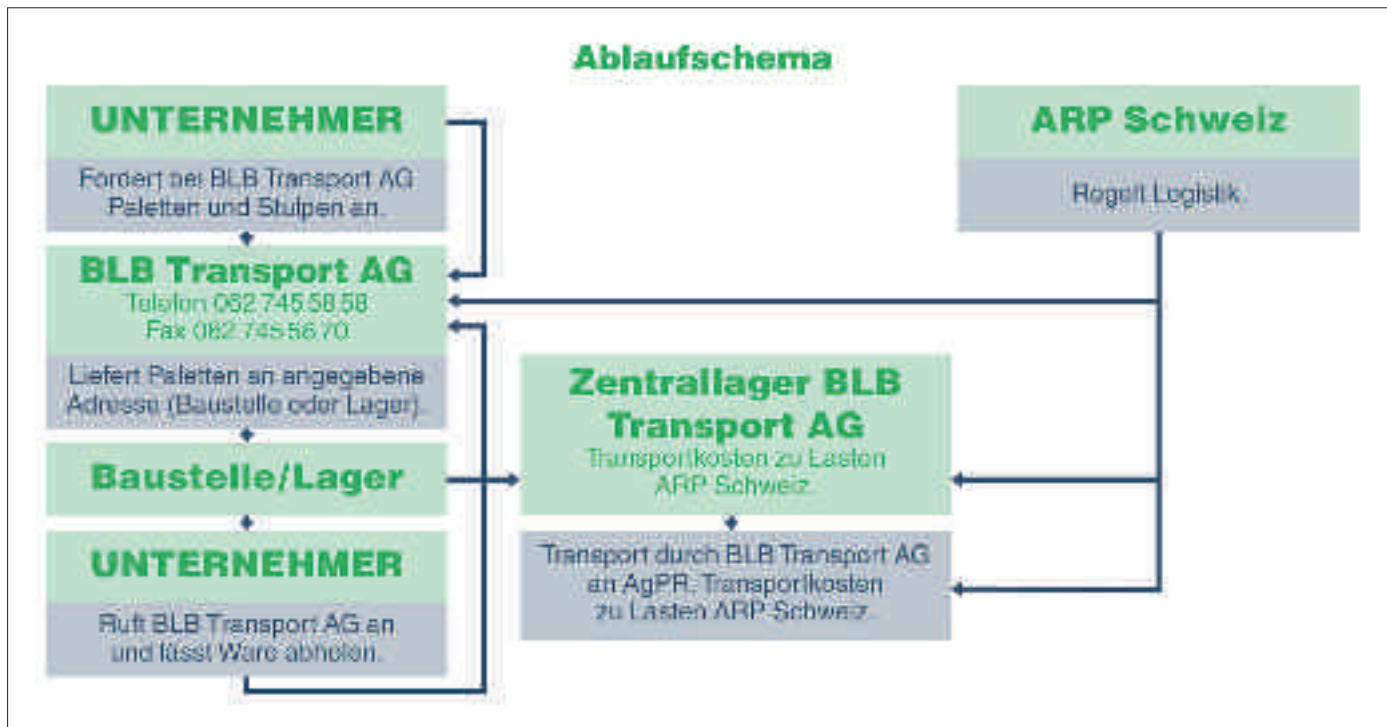 Ablaufschema
UNTERNEHMER
Fordert bei BLB Transport AG
Paletten und Stulpen an.
BLB Transport AG
Telefon 062 745 58 58
Fax 062 745 56 70
Liefert Paletten an angegebene
Adresse (Baustelle oder Lager).
Baustelle/Lager
UNTERNEHMER
Ruft BLB Transport AG an
und lässt Ware abholen.
Zentrallager BLB
Transport AG
Transportkosten zu Lasten
ARP Schweiz.
Transport durch BLB Transport AG
an AgPR. Transportkosten
zu Lasten ARP Schweiz.
ARP Schweiz
Regelt Logistik.